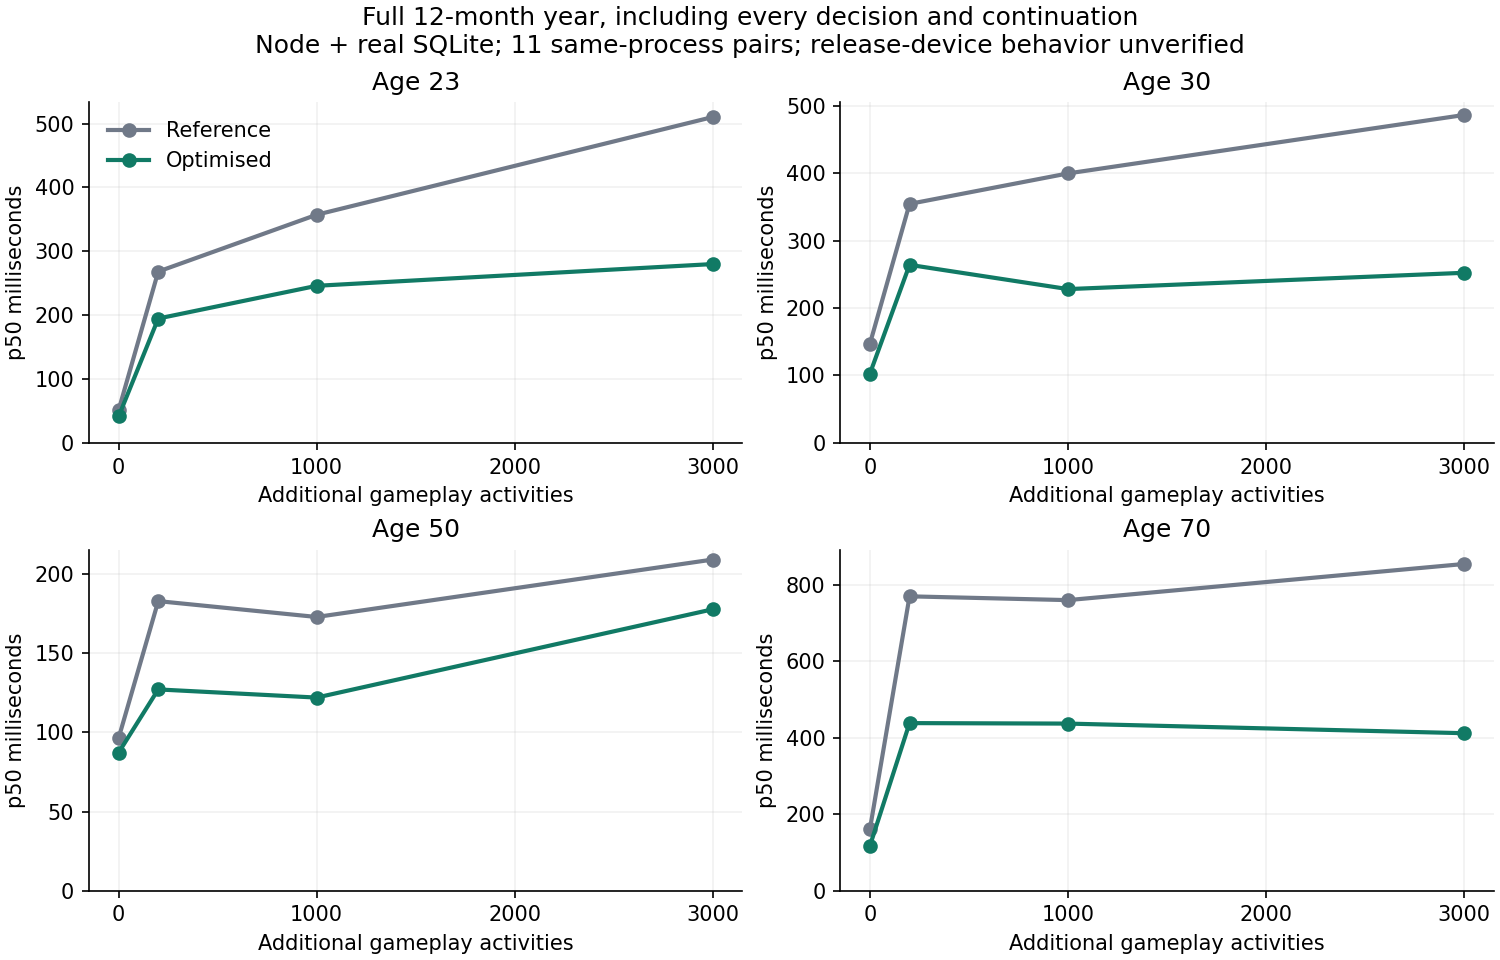 Full 12-month year, including every decision and continuation
Node + real SQLite; 11 same-process pairs; release-device behavior unverified
Age 23
500
400
300
200
100
0
p50 milliseconds
Reference
Optimised
0 1000 2000 3000
Additional gameplay activities
Age 30
500
400
300
200
100
0
p50 milliseconds
0 1000 2000 3000
Additional gameplay activities
Age 50
200
150
100
50
0
p50 milliseconds
0 1000 2000 3000
Additional gameplay activities
Age 70
800
600
400
200
0
p50 milliseconds
0 1000 2000 3000
Additional gameplay activities